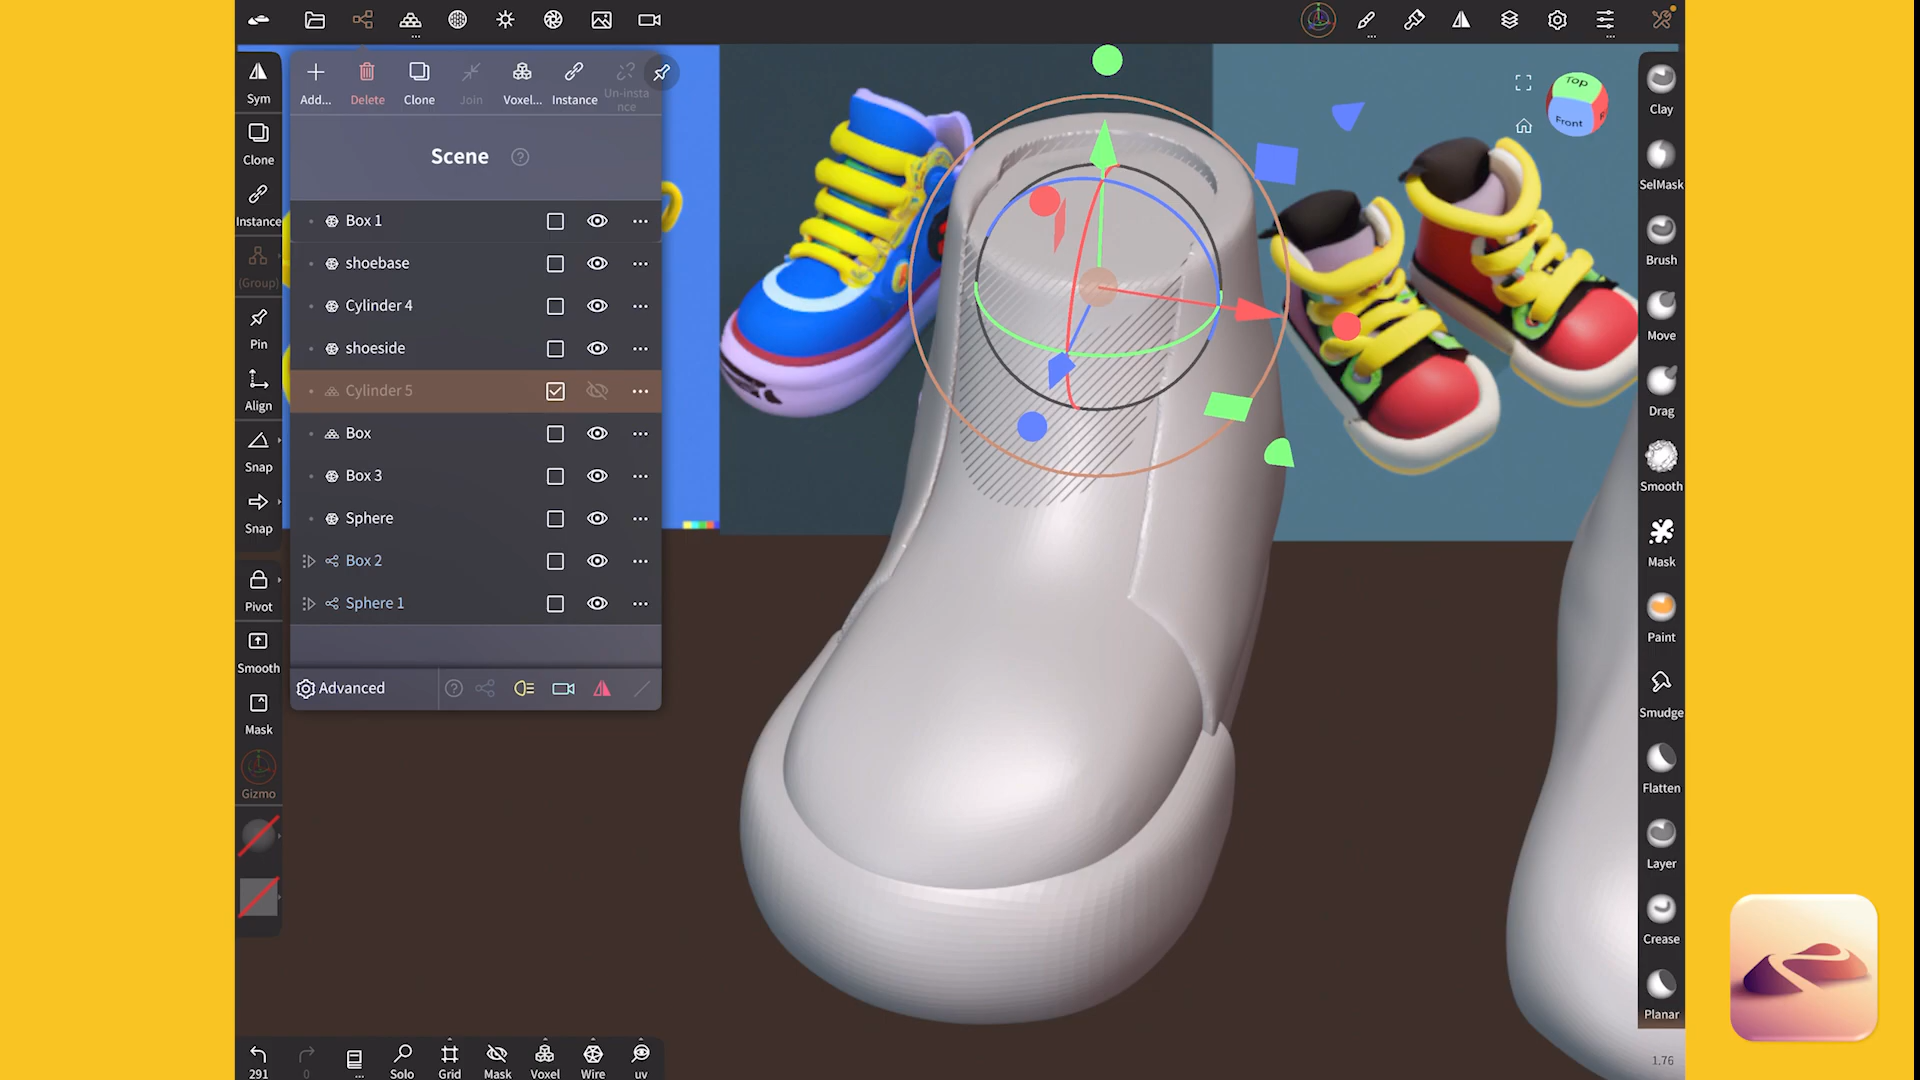 Sym
Clone
Instance
(Group)
Pin
Align
Snap
Snap
Pivot
Smooth
Mask
Gizmo
Add...
Delete
Clone
Join
Voxel...
Instance
Un-insta
nce
Scene
Box 1
shoebase
Cylinder 4
shoeside
Cylinder 5
Box
Box 3
Sphere
Box 2
Sphere 1
Advanced
Top
Front
R
Clay
SelMask
Brush
Move
Drag
Smooth
Mask
Paint
Smudge
Flatten
Layer
Crease
Planar
1.76
291
0
...
Solo
Grid
Mask
Voxel
Wire
uv